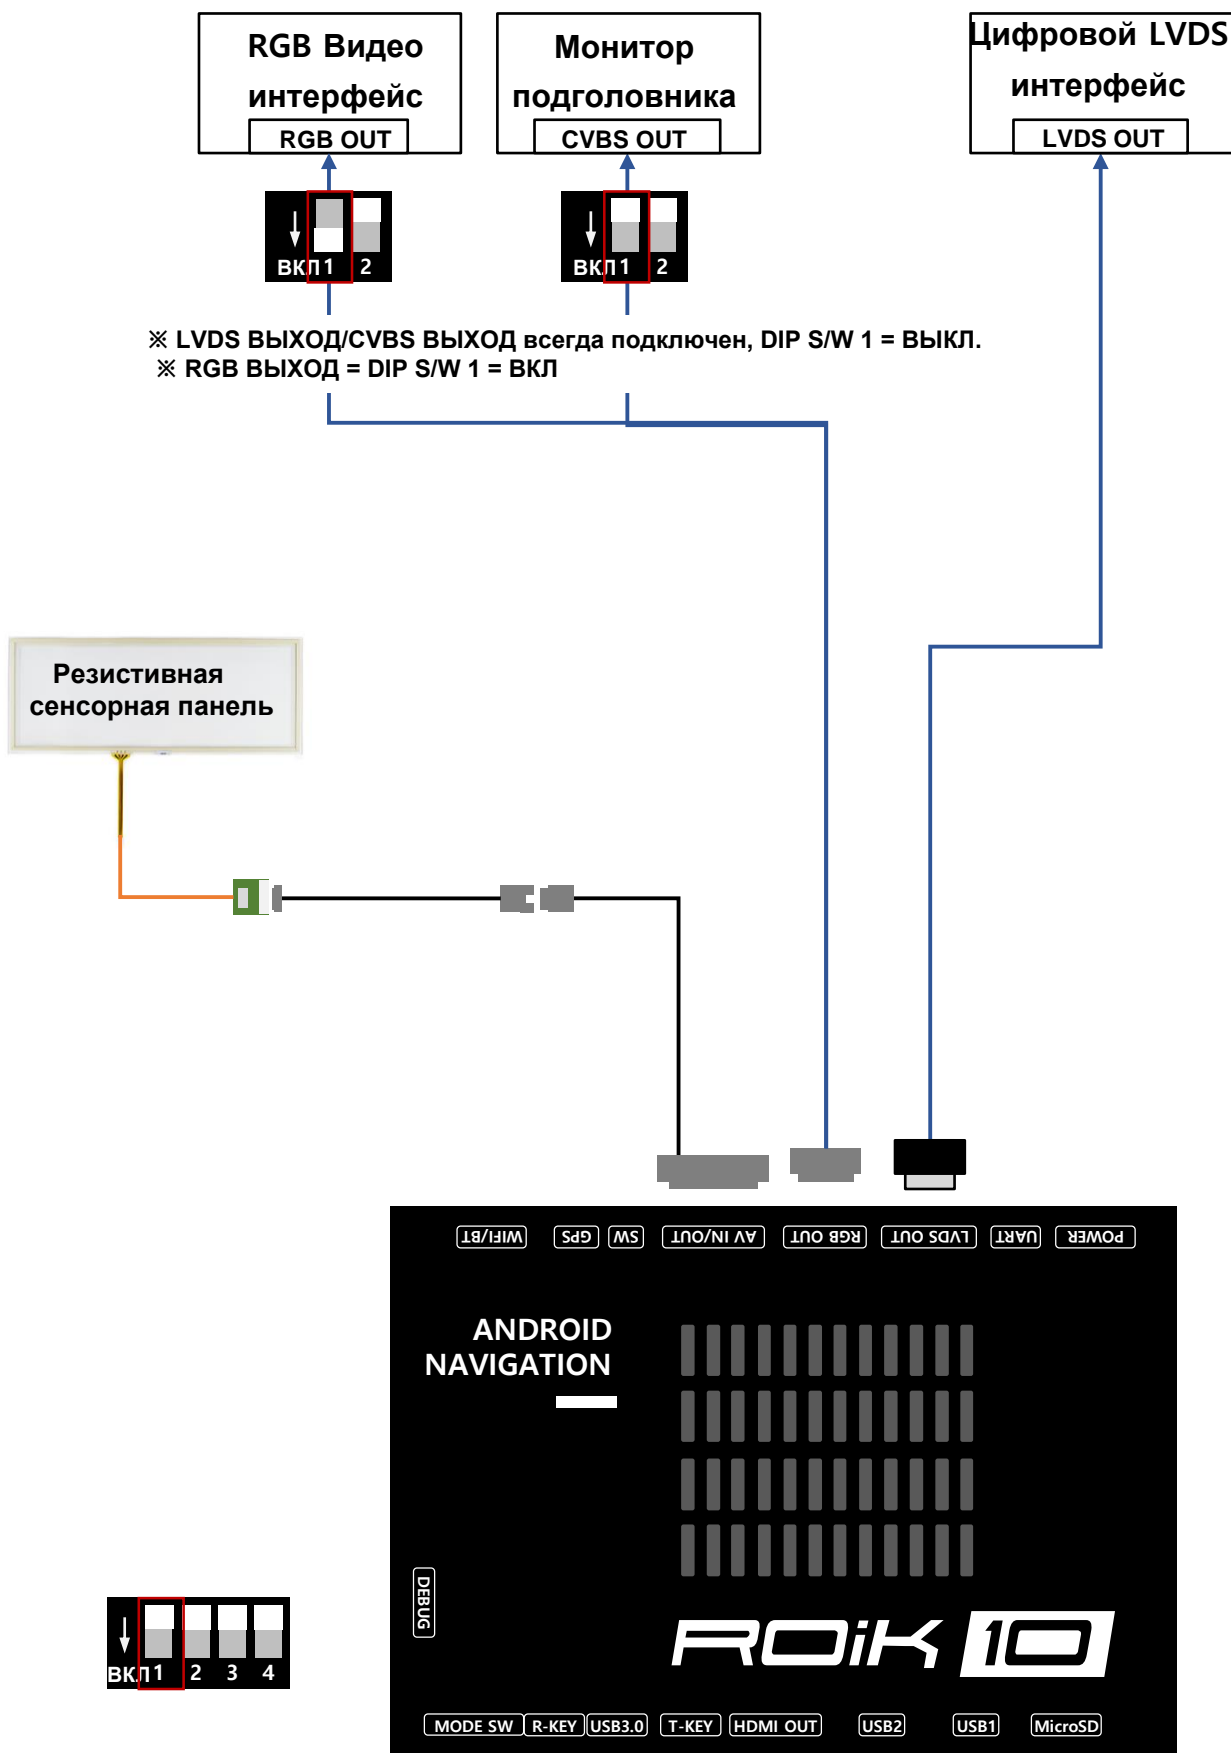 RGB Видео
интерфейс
RGB OUT
Монитор
подголовника
CVBS OUT
Цифровой LVDS
интерфейс
LVDS OUT
ВКЛ 1 2
ВКЛ 1 2
※ LVDS ВЫХОД/CVBS ВЫХОД всегда подключен, DIP S/W 1 = ВЫКЛ.
※ RGB ВЫХОД = DIP S/W 1 = ВКЛ
Резистивная
сенсорная панель
WIFI/BT GPS SW AV IN/OUT RGB OUT LVDS OUT UART POWER
ANDROID
NAVIGATION
DEBUG
ROiK 10
ВКЛ 1 2 3 4
MODE SW R-KEY USB3.0 T-KEY HDMI OUT USB2 USB1 MicroSD